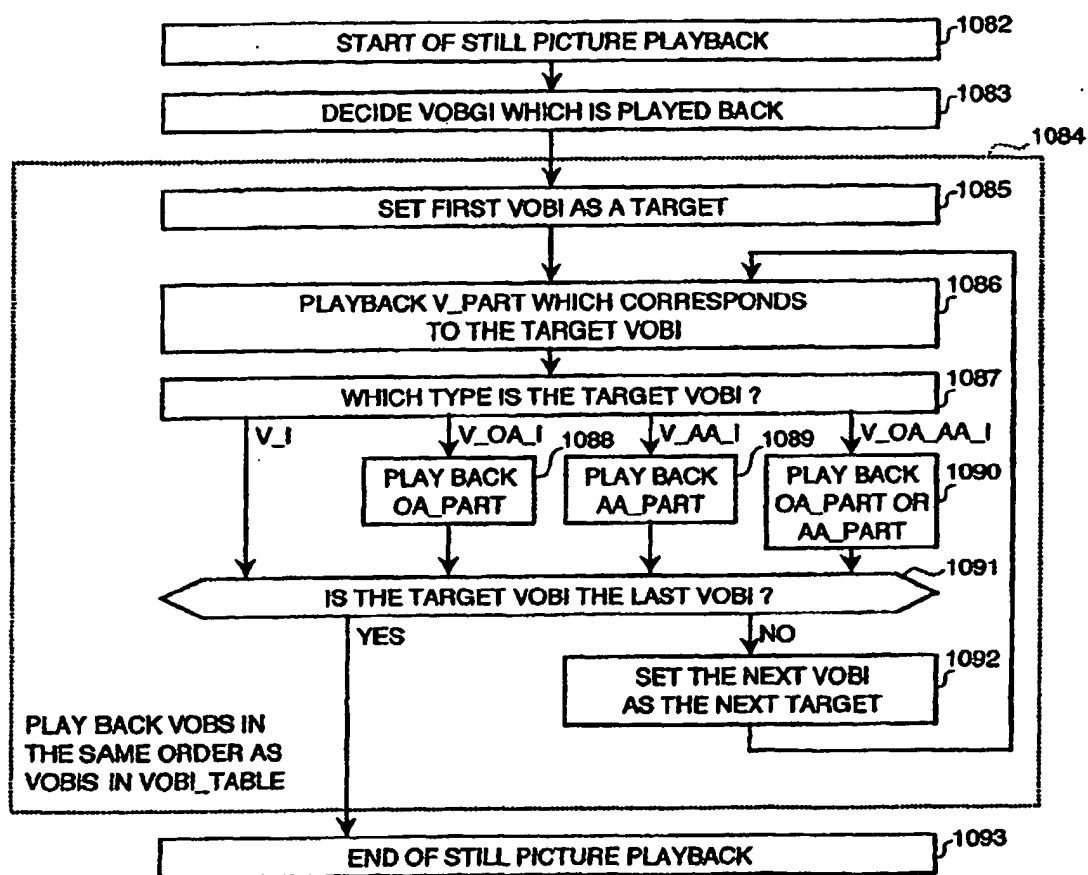 1082
START OF STILL PICTURE PLAYBACK
1083
DECIDE VOBGI WHICH IS PLAYED BACK
1084
1085
SET FIRST VOBI AS A TARGET
1086
PLAYBACK V_PART WHICH CORRESPONDS
TO THE TARGET VOBI
1087
WHICH TYPE IS THE TARGET VOBI ?
V_I
V_OA_I
V_AA_I
V_OA_AA_I
1088
1089
1090
PLAY BACK
OA_PART
PLAY BACK
AA_PART
PLAY BACK
OA_PART OR
AA_PART
1091
IS THE TARGET VOBI THE LAST VOBI ?
YES
NO
1092
SET THE NEXT VOBI
AS THE NEXT TARGET
PLAY BACK VOBS IN
THE SAME ORDER AS
VOBIS IN VOBI_TABLE
1093
END OF STILL PICTURE PLAYBACK